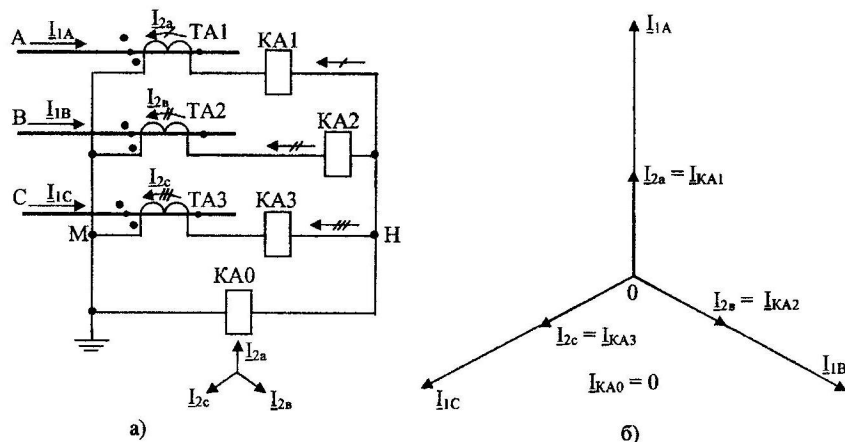 I2a
A I1A TA1 KA1
I2в
B I1B TA2 KA2
I2c
C I1C TA3 KA3
M H
KA0
I2a
I2c I2в
а)
I1A
I2a = IKA1
0
I2в = IKA2
I2c = IKA3
I1B
I1C
IKA0 = 0
б)